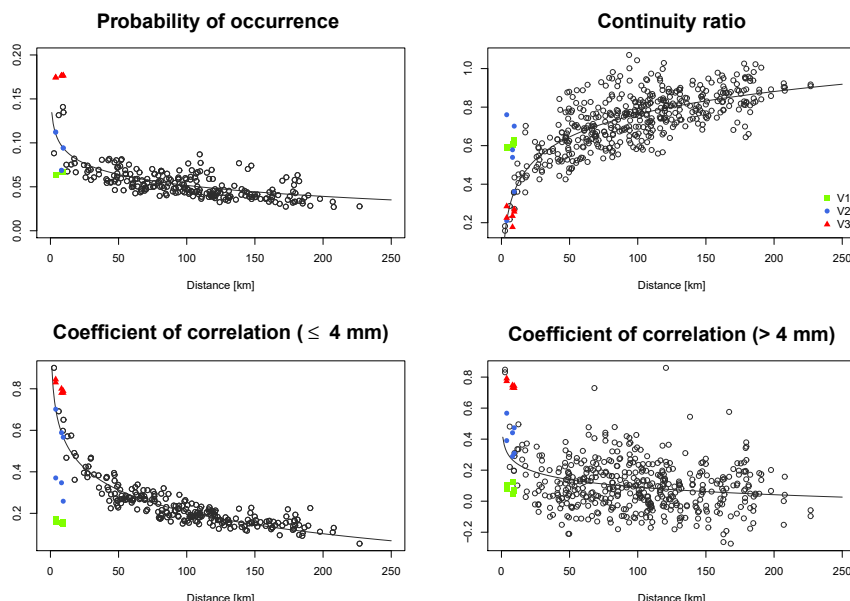 Probability of occurrence
0.20
0.15
0.10
0.05
0.00
0 50 100 150 200 250
Distance [km]
Continuity ratio
1.0
0.8
0.6
0.4
0.2
V1
V2
V3
0 50 100 150 200 250
Distance [km]
Coefficient of correlation ( ≤ 4 mm)
0.8
0.6
0.4
0.2
0 50 100 150 200 250
Distance [km]
Coefficient of correlation (> 4 mm)
0.8
0.6
0.4
0.2
0.0
−0.2
0 50 100 150 200 250
Distance [km]